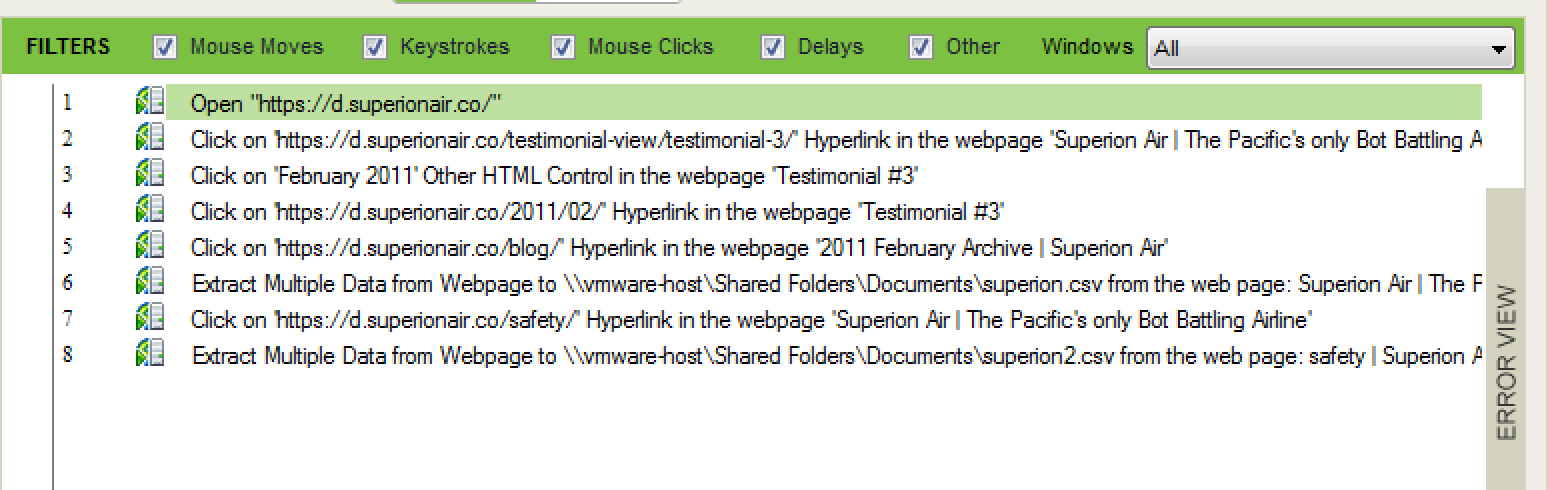 FILTERS Mouse Moves Keystrokes Mouse Clicks Delays Other Windows All
1 Open "https://d.superionair.co/"
2 Click on 'https://d.superionair.co/testimonial-view/testimonial-3/' Hyperlink in the webpage 'Superion Air | The Pacific's only Bot Battling A
3 Click on 'February 2011' Other HTML Control in the webpage 'Testimonial #3'
4 Click on 'https://d.superionair.co/2011/02/' Hyperlink in the webpage 'Testimonial #3'
5 Click on 'https://d.superionair.co/blog/' Hyperlink in the webpage '2011 February Archive | Superion Air'
6 Extract Multiple Data from Webpage to \\vmware-host\Shared Folders\Documents\superion.csv from the web page: Superion Air | The P
7 Click on 'https://d.superionair.co/safety/' Hyperlink in the webpage 'Superion Air | The Pacific's only Bot Battling Airline'
8 Extract Multiple Data from Webpage to \\vmware-host\Shared Folders\Documents\superion2.csv from the web page: safety | Superion A
ERROR VIEW